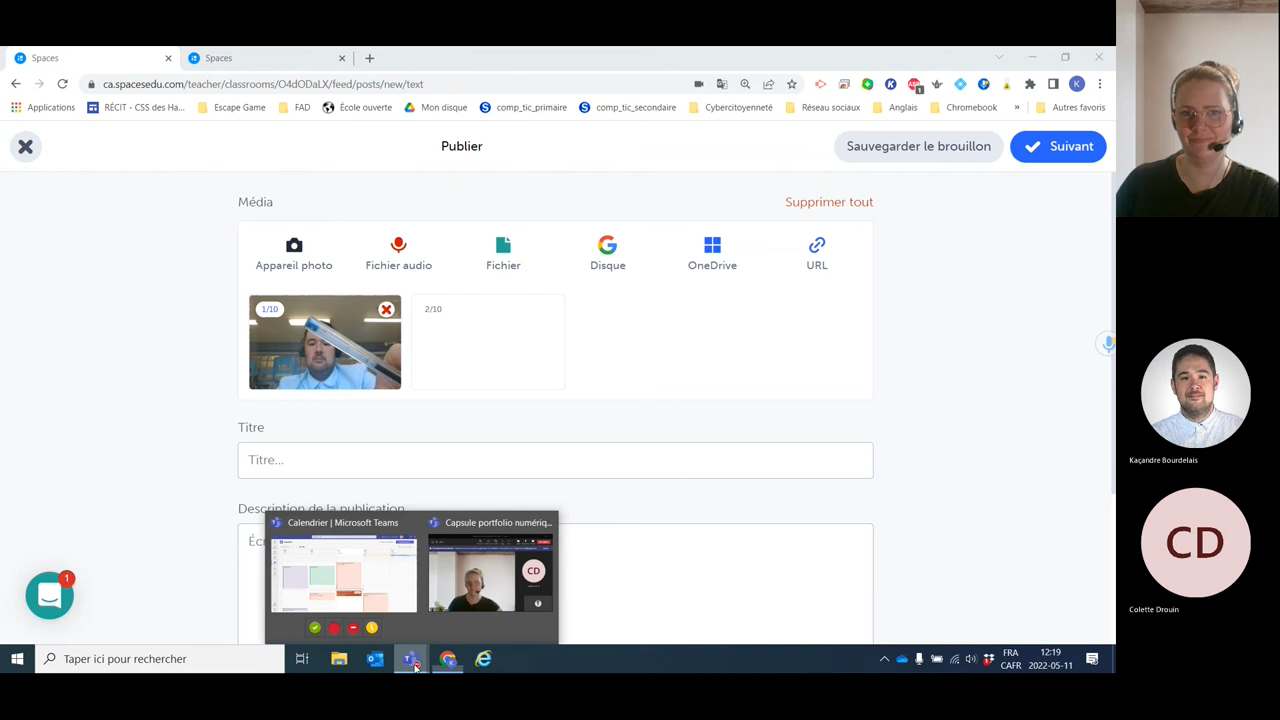 Spaces
Spaces
ca.spacesedu.com/teacher/classrooms/O4dODaLX/feed/posts/new/text
Applications
RÉCIT - CSS des Ha...
Escape Game
FAD
École ouverte
Mon disque
comp_tic_primaire
comp_tic_secondaire
Cybercitoyenneté
Réseau sociaux
Anglais
Chromebook
»
Autres favoris
Publier
Sauvegarder le brouillon
Suivant
Média
Supprimer tout
Appareil photo
Fichier audio
Fichier
Disque
OneDrive
URL
1/10
2/10
Titre
Titre...
Description de la publication
Éc
Calendrier | Microsoft Teams
Capsule portfolio numériq...
CD
1
Taper ici pour rechercher
FRA
CAFR
12:19
2022-05-11
Kaçandre Bourdelais
CD
Colette Drouin